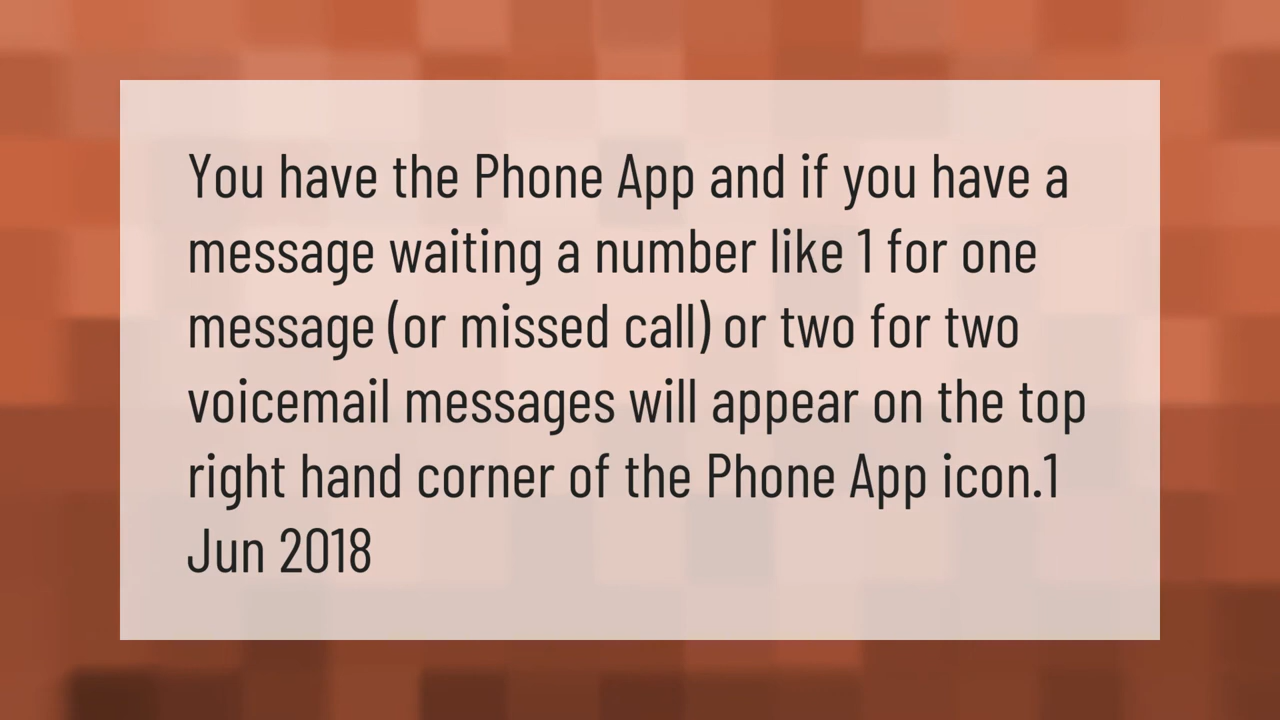 You have the Phone App and if you have a
message waiting a number like 1 for one
message (or missed call) or two for two
voicemail messages will appear on the top
right hand corner of the Phone App icon.1
Jun 2018